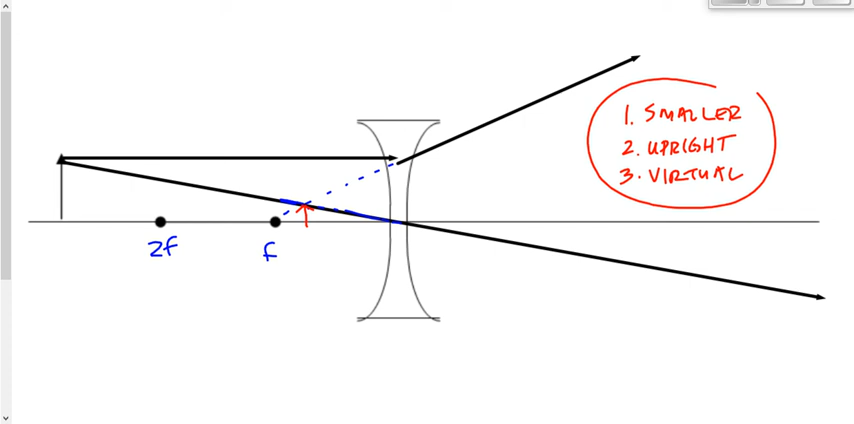 1. SMALLER
2. UPRIGHT
3. VIRTUAL
2f
f